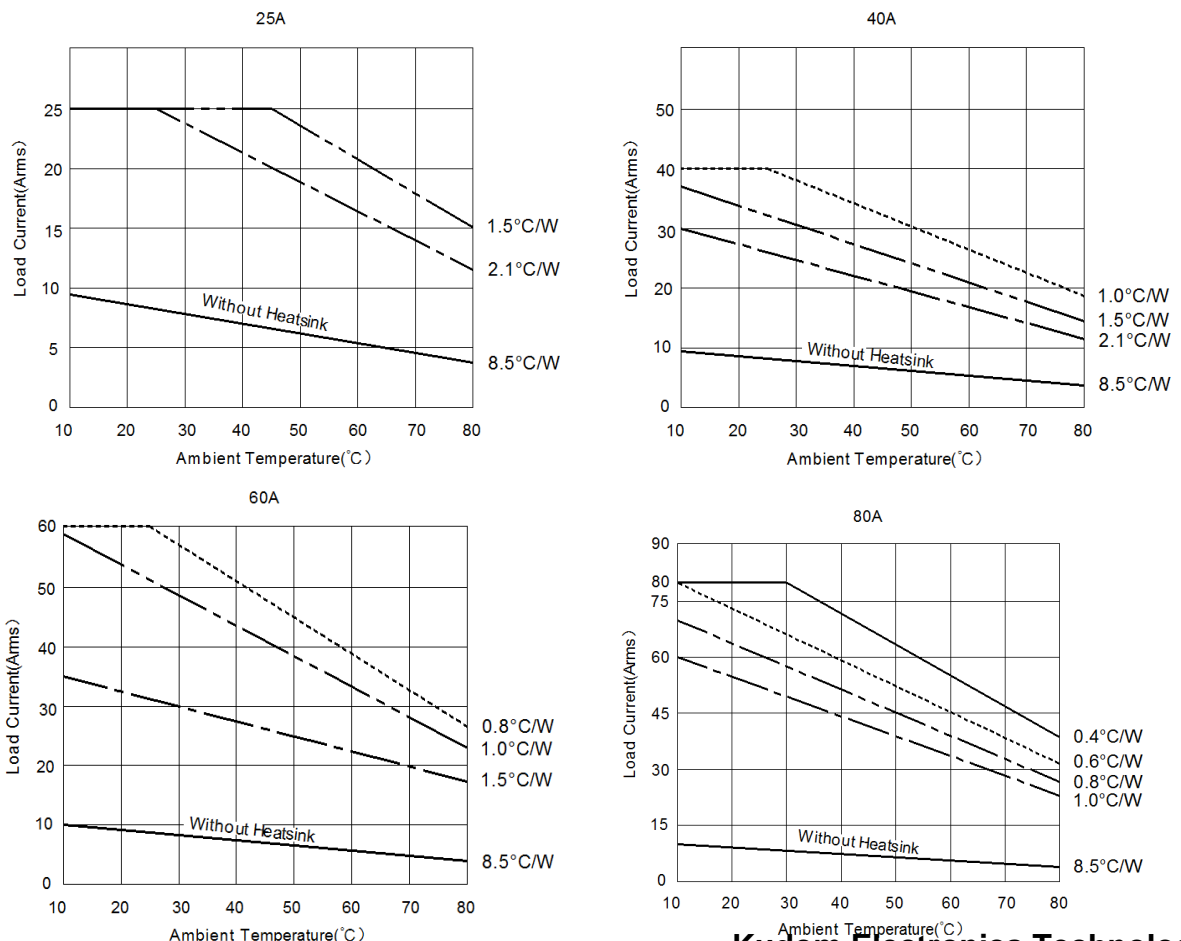 25A
Load Current(Arms)
25
20
15
10
5
0
10 20 30 40 50 60 70 80
Ambient Temperature(℃)
Without Heatsink
1.5°C/W
2.1°C/W
8.5°C/W
40A
Load Current(Arms)
50
40
30
20
10
0
10 20 30 40 50 60 70 80
Ambient Temperature(℃)
Without Heatsink
1.0°C/W
1.5°C/W
2.1°C/W
8.5°C/W
60A
Load Current(Arms)
60
50
40
30
20
10
0
10 20 30 40 50 60 70 80
Ambient Temperature(℃)
Without Heatsink
0.8°C/W
1.0°C/W
1.5°C/W
8.5°C/W
80A
Load Current(Arms)
90
80
75
60
45
30
15
0
10 20 30 40 50 60 70 80
Ambient Temperature(℃)
Without Heatsink
0.4°C/W
0.6°C/W
0.8°C/W
1.0°C/W
8.5°C/W
Electronics